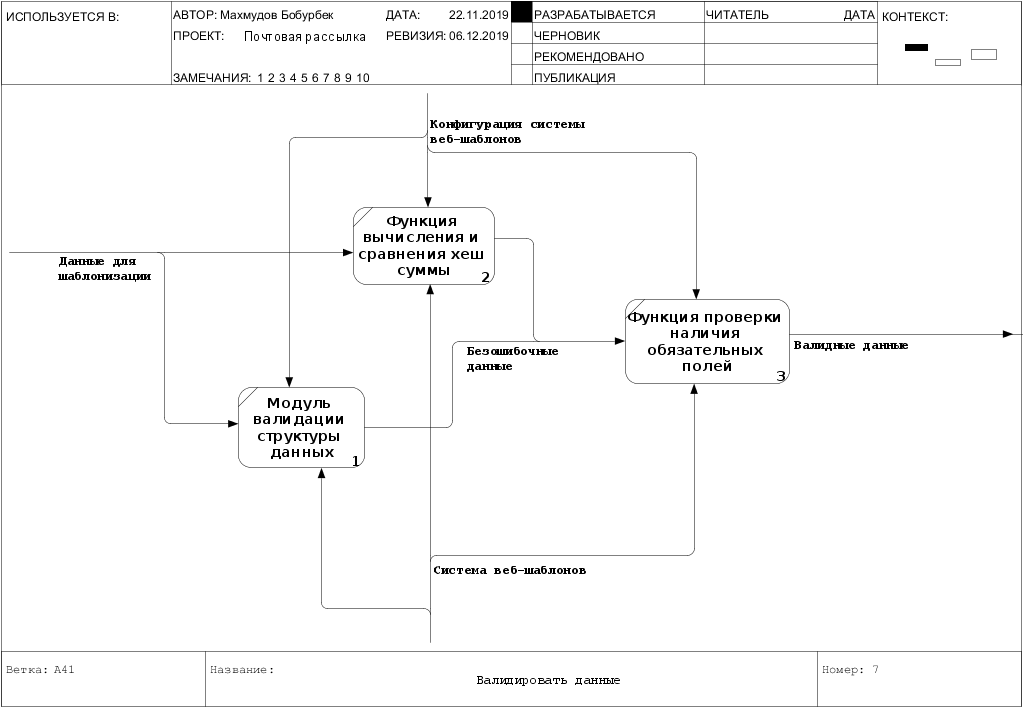 ИСПОЛЬЗУЕТСЯ В:
АВТОР: Махмудов Бобурбек
ДАТА: 22.11.2019
РАЗРАБАТЫВАЕТСЯ
ЧИТАТЕЛЬ
ДАТА
КОНТЕКСТ:
ПРОЕКТ: Почтовая рассылка
РЕВИЗИЯ: 06.12.2019
ЧЕРНОВИК
РЕКОМЕНДОВАНО
ЗАМЕЧАНИЯ: 1 2 3 4 5 6 7 8 9 10
ПУБЛИКАЦИЯ
Конфигурация системы
веб-шаблонов
Функция
вычисления и
сравнения хеш
суммы
2
Данные для
шаблонизации
Функция проверки
наличия
обязательных
полей
3
Валидные данные
Безошибочные
данные
Модуль
валидации
структуры
данных
1
Система веб-шаблонов
Ветка: A41
Название:
Валидировать данные
Номер: 7